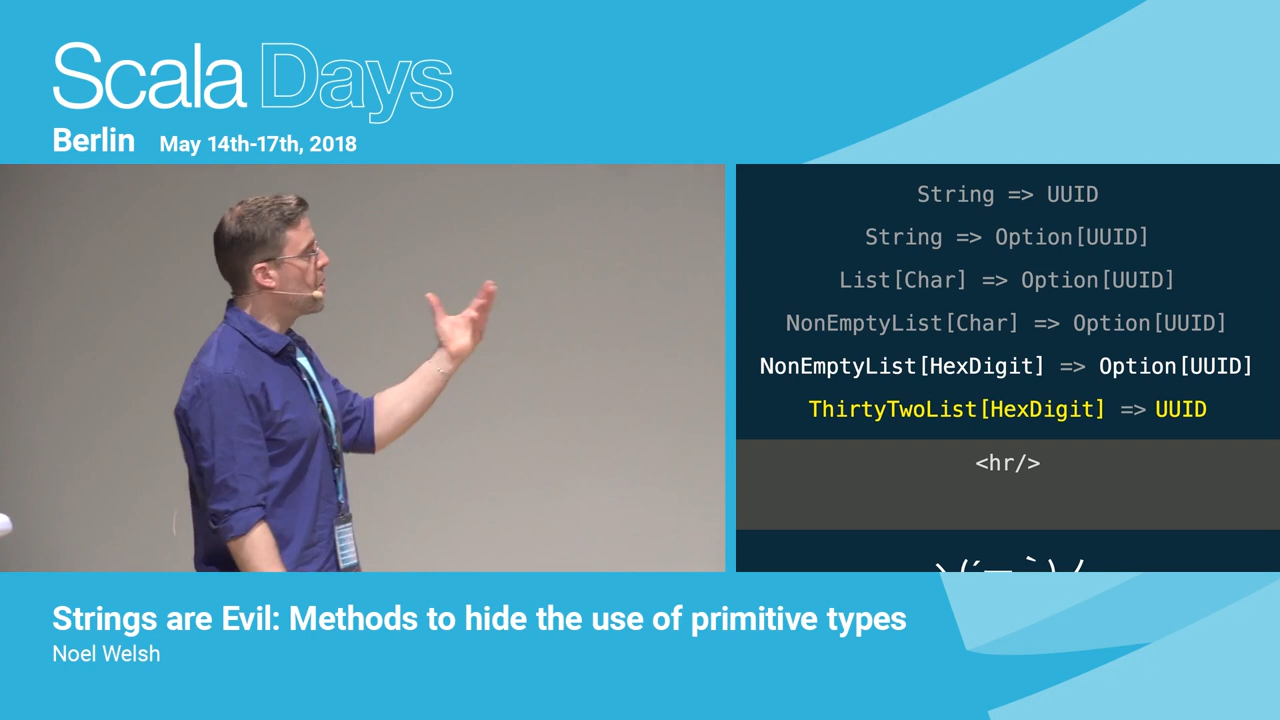 Scala Days
Berlin May 14th-17th, 2018
String => UUID
String => Option[UUID]
List[Char] => Option[UUID]
NonEmptyList[Char] => Option[UUID]
NonEmptyList[HexDigit] => Option[UUID]
ThirtyTwoList[HexDigit] => UUID
<hr/>
Strings are Evil: Methods to hide the use of primitive types
Noel Welsh